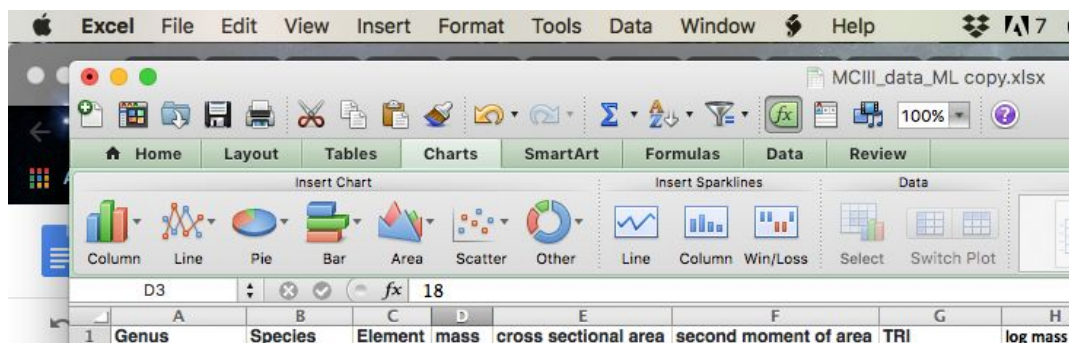 Excel File Edit View Insert Format Tools Data Window Help 7
MCIII_data_ML copy.xlsx
fx 100% ?
Home Layout Tables Charts SmartArt Formulas Data Review
Insert Chart Insert Sparklines Data
Column Line Pie Bar Area Scatter Other Line Column Win/Loss Select Switch Plot
D3 fx 18
A B C D E F G H
1 Genus Species Element mass cross sectional area second moment of area TRI log mass